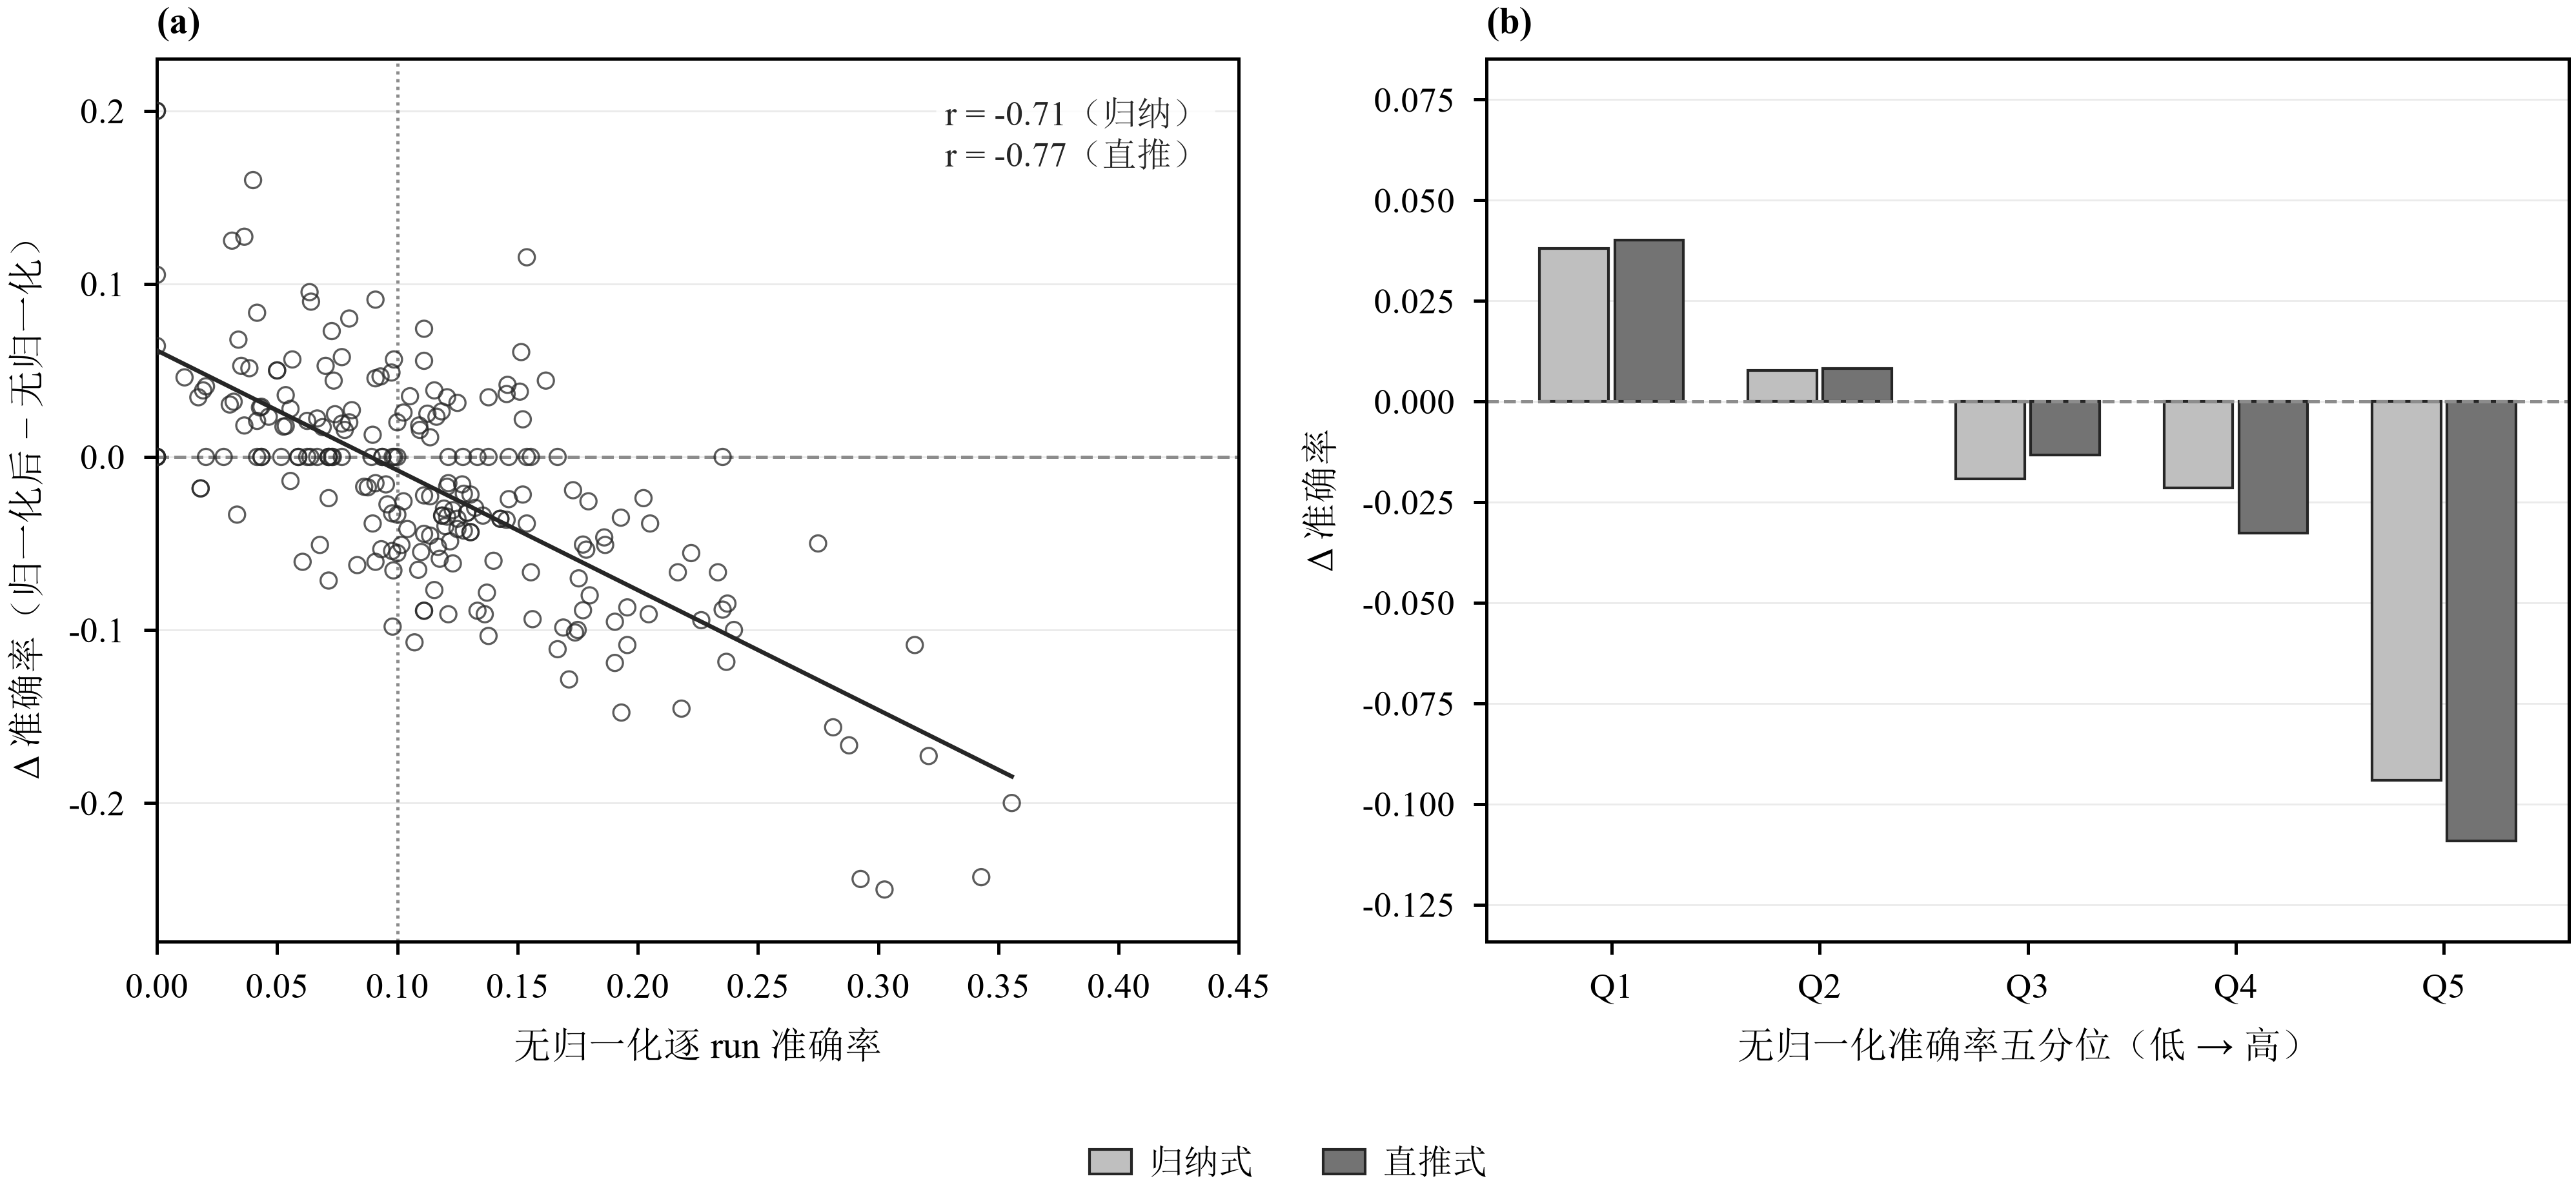 (a)
Δ 准确率（归一化后 − 无归一化）
0.2
0.1
0.0
-0.1
-0.2
r = -0.71（归纳）
r = -0.77（直推）
0.00 0.05 0.10 0.15 0.20 0.25 0.30 0.35 0.40 0.45
无归一化逐 run 准确率
(b)
Δ 准确率
0.075
0.050
0.025
0.000
-0.025
-0.050
-0.075
-0.100
-0.125
Q1 Q2 Q3 Q4 Q5
无归一化准确率五分位（低 → 高）
归纳式 直推式